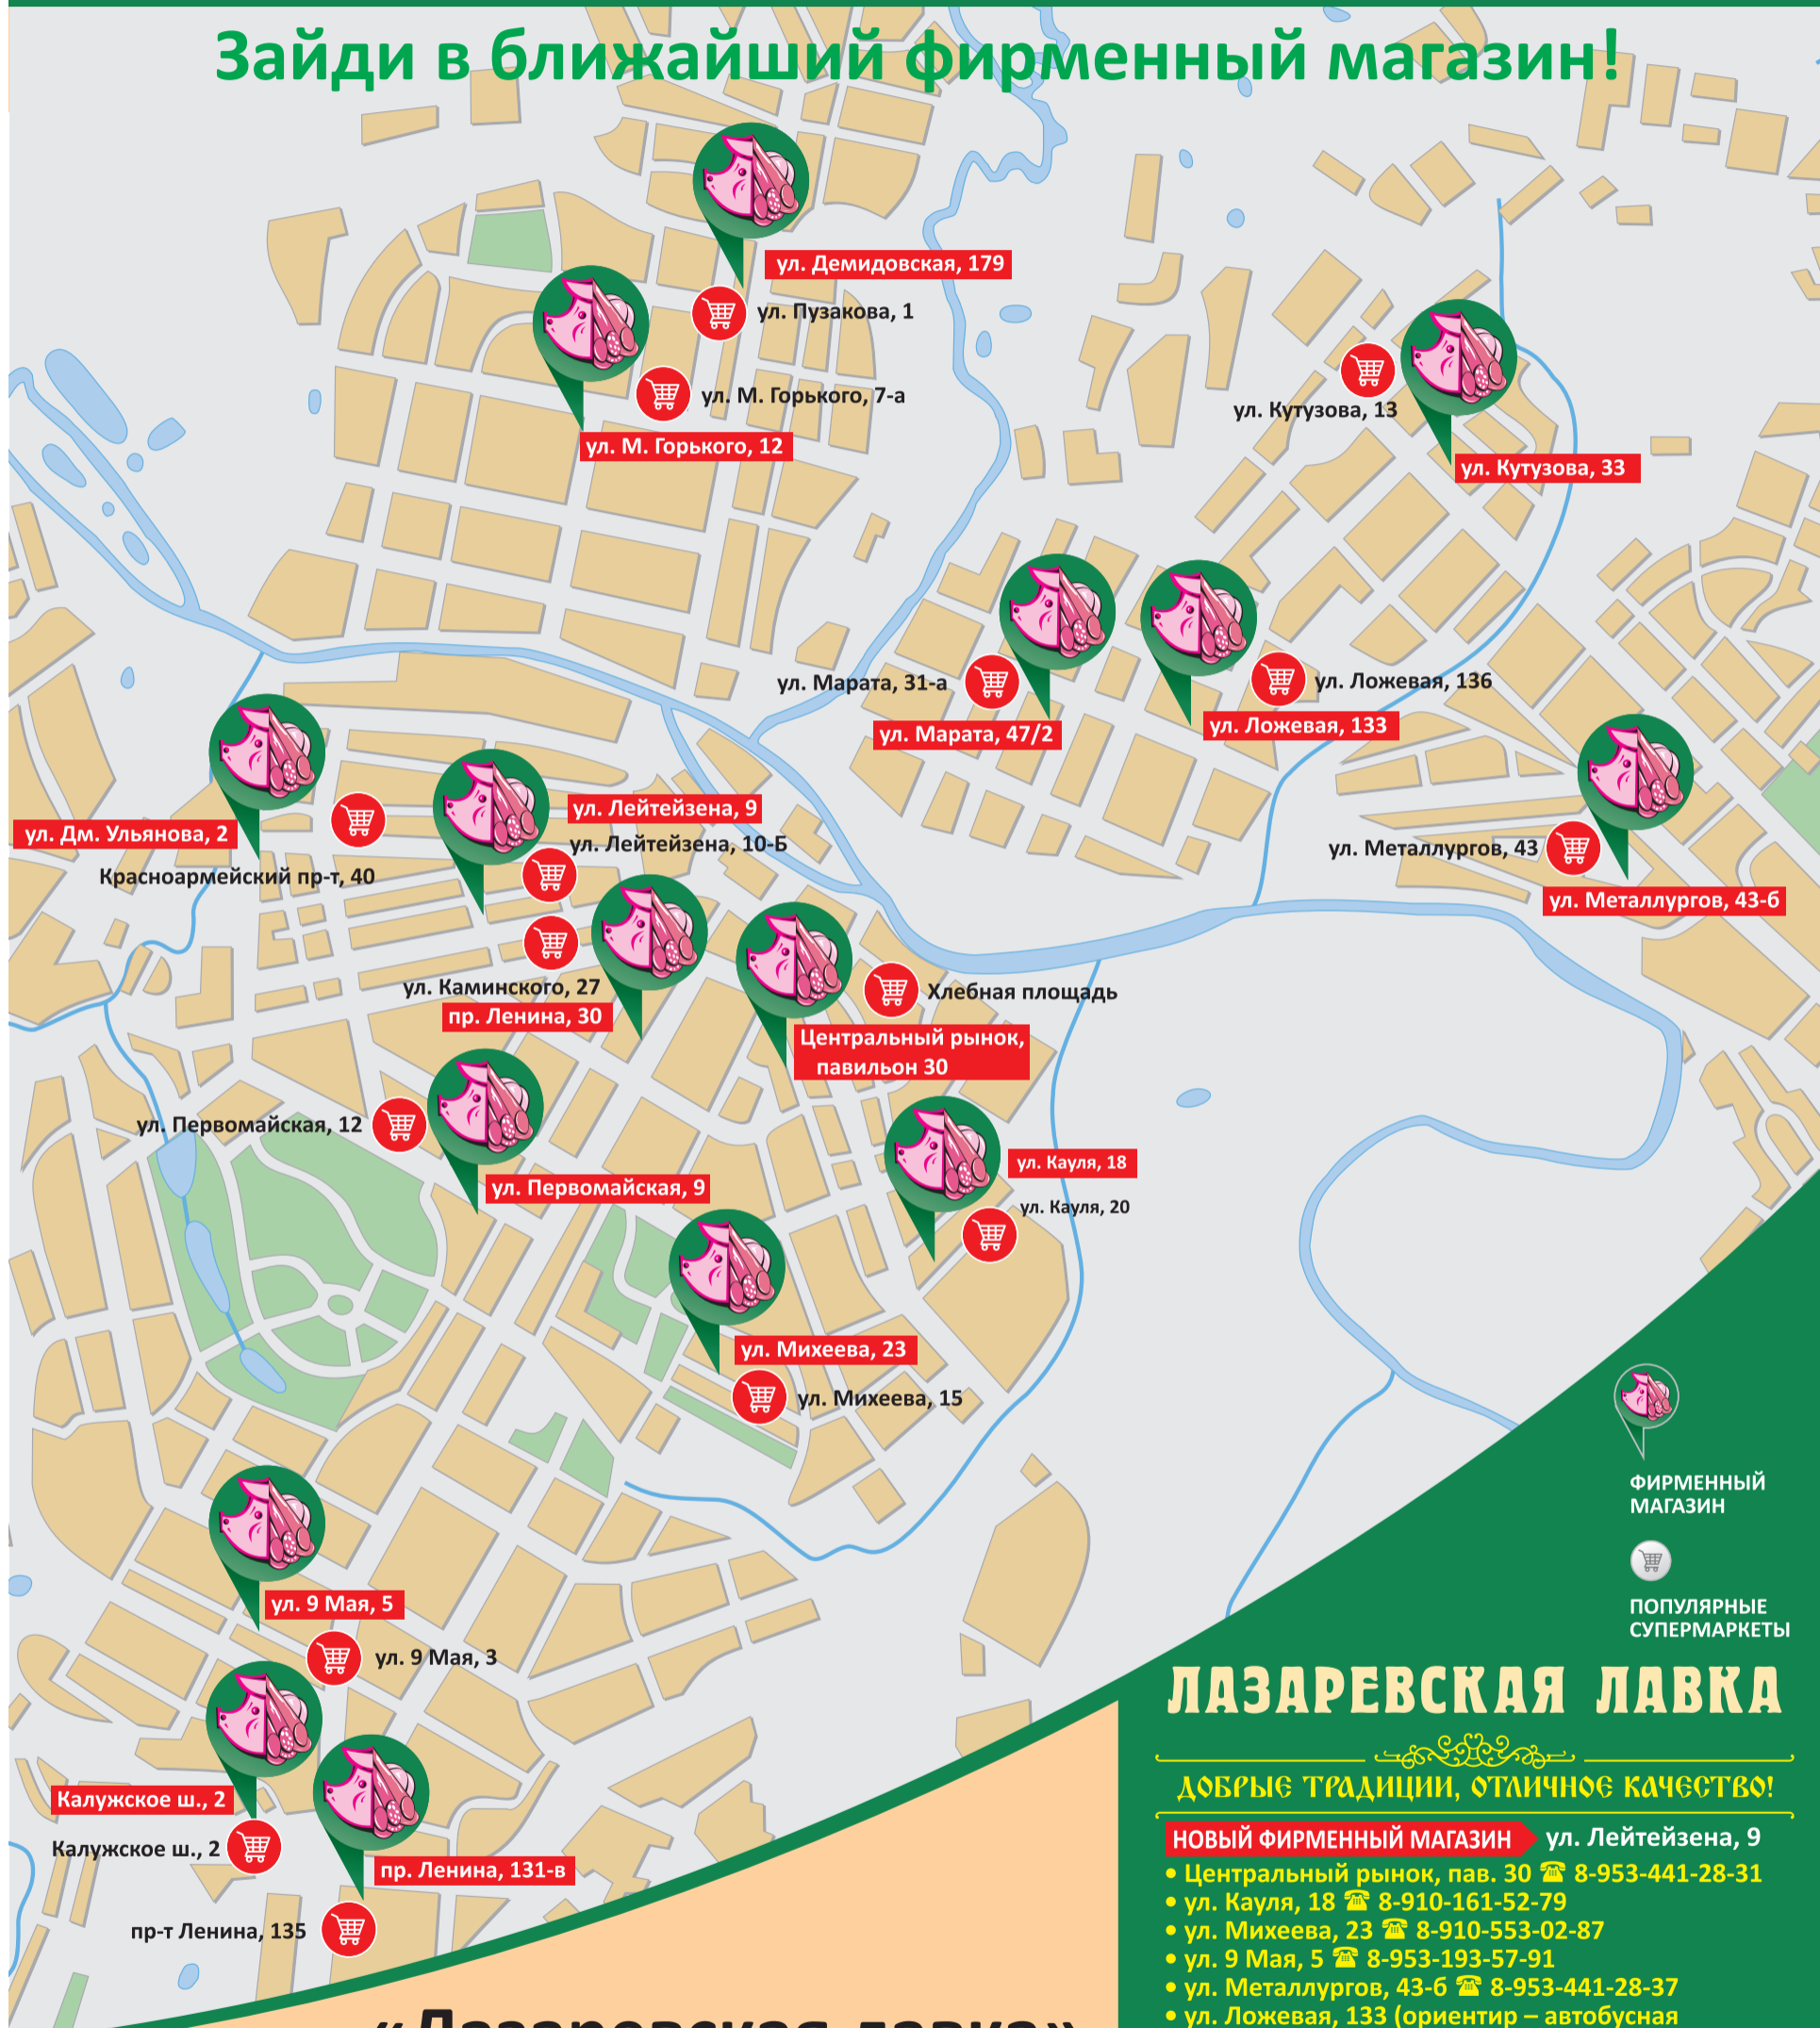 Зайди в ближайший фирменный магазин!
ул. Демидовская, 179
ул. Пузакова, 1
ул. М. Горького, 7-а
ул. М. Горького, 12
ул. Кутузова, 13
ул. Кутузова, 33
ул. Марата, 31-а
ул. Марата, 47/2
ул. Ложевая, 136
ул. Ложевая, 133
ул. Дм. Ульянова, 2
Красноармейский пр-т, 40
ул. Лейтейзена, 9
ул. Лейтейзена, 10-Б
ул. Металлургов, 43
ул. Металлургов, 43-б
ул. Каминского, 27
пр. Ленина, 30
Хлебная площадь
Центральный рынок,
павильон 30
ул. Первомайская, 12
ул. Первомайская, 9
ул. Кауля, 18
ул. Кауля, 20
ул. Михеева, 23
ул. Михеева, 15
ул. 9 Мая, 5
ул. 9 Мая, 3
Калужское ш., 2
Калужское ш., 2
пр. Ленина, 131-в
пр-т Ленина, 135
ФИРМЕННЫЙ
МАГАЗИН
ПОПУЛЯРНЫЕ
СУПЕРМАРКЕТЫ
ЛАЗАРЕВСКАЯ ЛАВКА
ДОБРЫЕ ТРАДИЦИИ, ОТЛИЧНОЕ КАЧЕСТВО!
НОВЫЙ ФИРМЕННЫЙ МАГАЗИН ул. Лейтейзена, 9
• Центральный рынок, пав. 30 ☎ 8-953-441-28-31
• ул. Кауля, 18 ☎ 8-910-161-52-79
• ул. Михеева, 23 ☎ 8-910-553-02-87
• ул. 9 Мая, 5 ☎ 8-953-193-57-91
• ул. Металлургов, 43-б ☎ 8-953-441-28-37
• ул. Ложевая, 133 (ориентир – автобусная
«Лазаревская лавка»